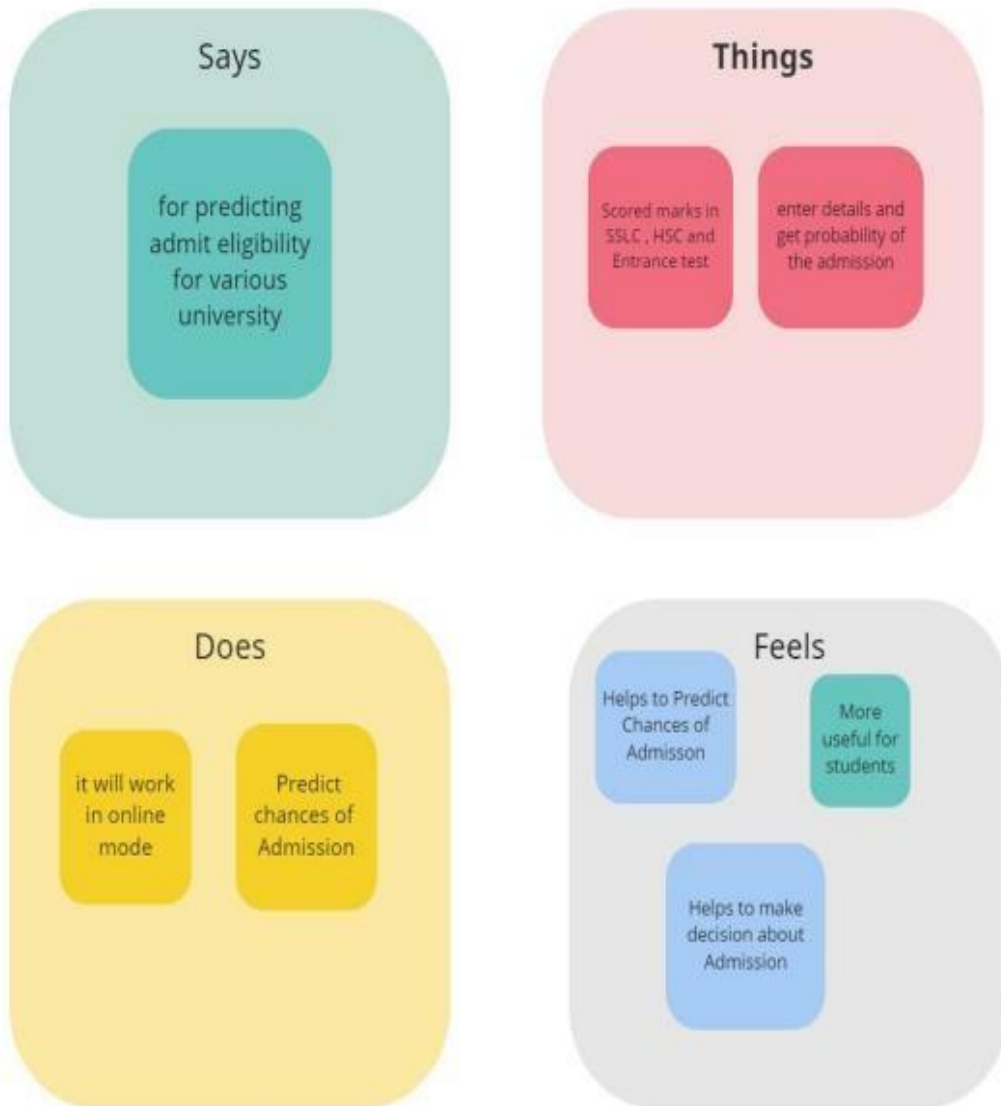 Says
for predicting
admit eligibility
for various
university
Things
Scored marks in
SSLC , HSC and
Entrance test
enter details and
get probability of
the admission
Does
it will work
in online
mode
Predict
chances of
Admission
Feels
Helps to Predict
Chances of
Admisson
More
useful for
students
Helps to make
decision about
Admission